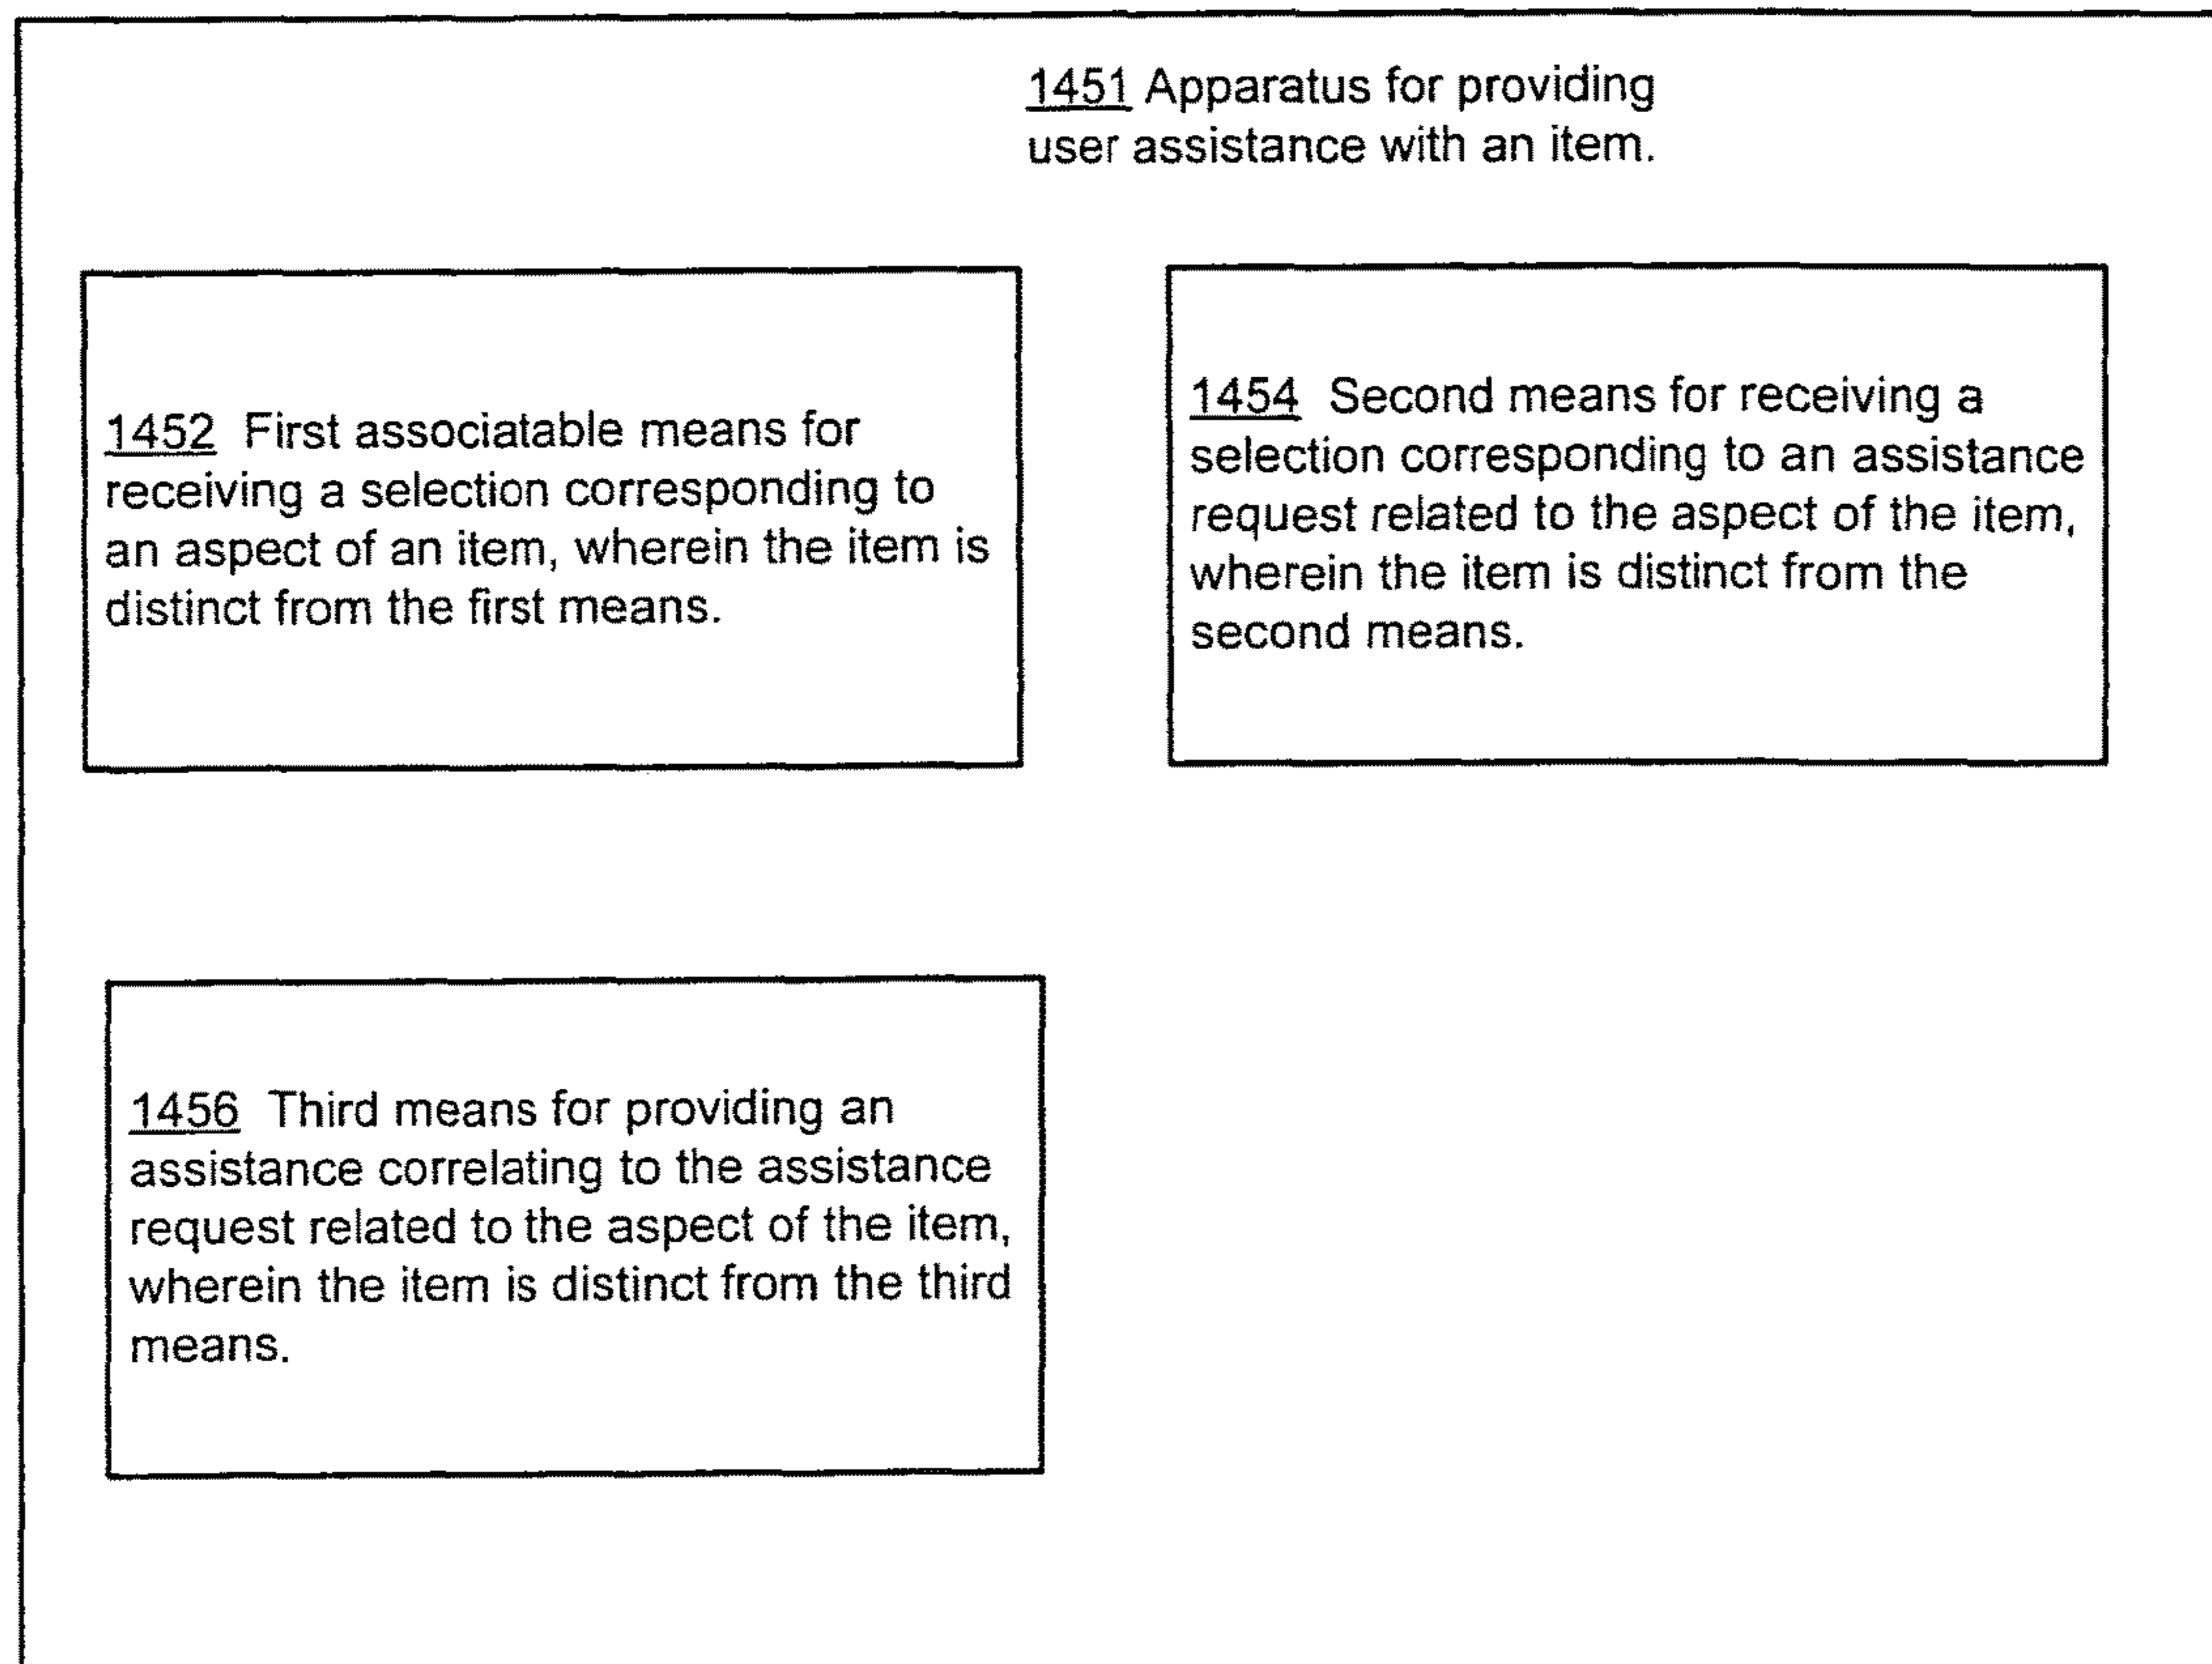 1451 Apparatus for providing
user assistance with an item.
1452 First associatable means for
receiving a selection corresponding to
an aspect of an item, wherein the item is
distinct from the first means.
1454 Second means for receiving a
selection corresponding to an assistance
request related to the aspect of the item,
wherein the item is distinct from the
second means.
1456 Third means for providing an
assistance correlating to the assistance
request related to the aspect of the item,
wherein the item is distinct from the third
means.